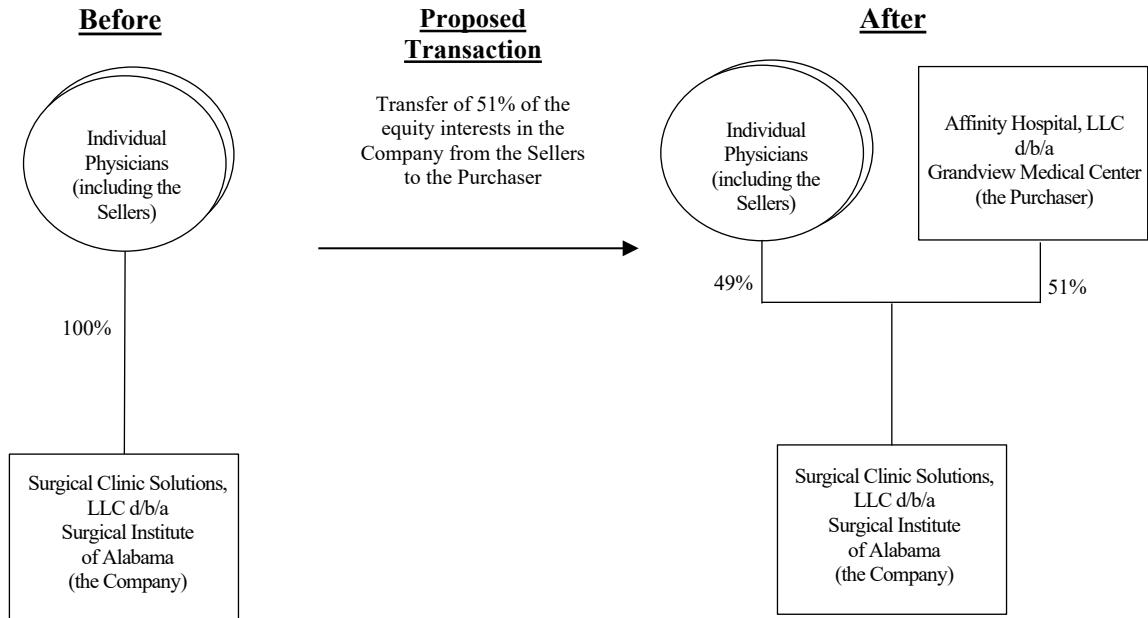 Before
Individual
Physicians
(including the
Sellers)
100%
Surgical Clinic Solutions,
LLC d/b/a
Surgical Institute
of Alabama
(the Company)
Proposed
Transaction
Transfer of 51% of the
equity interests in the
Company from the Sellers
to the Purchaser
After
Individual
Physicians
(including the
Sellers)
Affinity Hospital, LLC
d/b/a
Grandview Medical Center
(the Purchaser)
49%
51%
Surgical Clinic Solutions,
LLC d/b/a
Surgical Institute
of Alabama
(the Company)